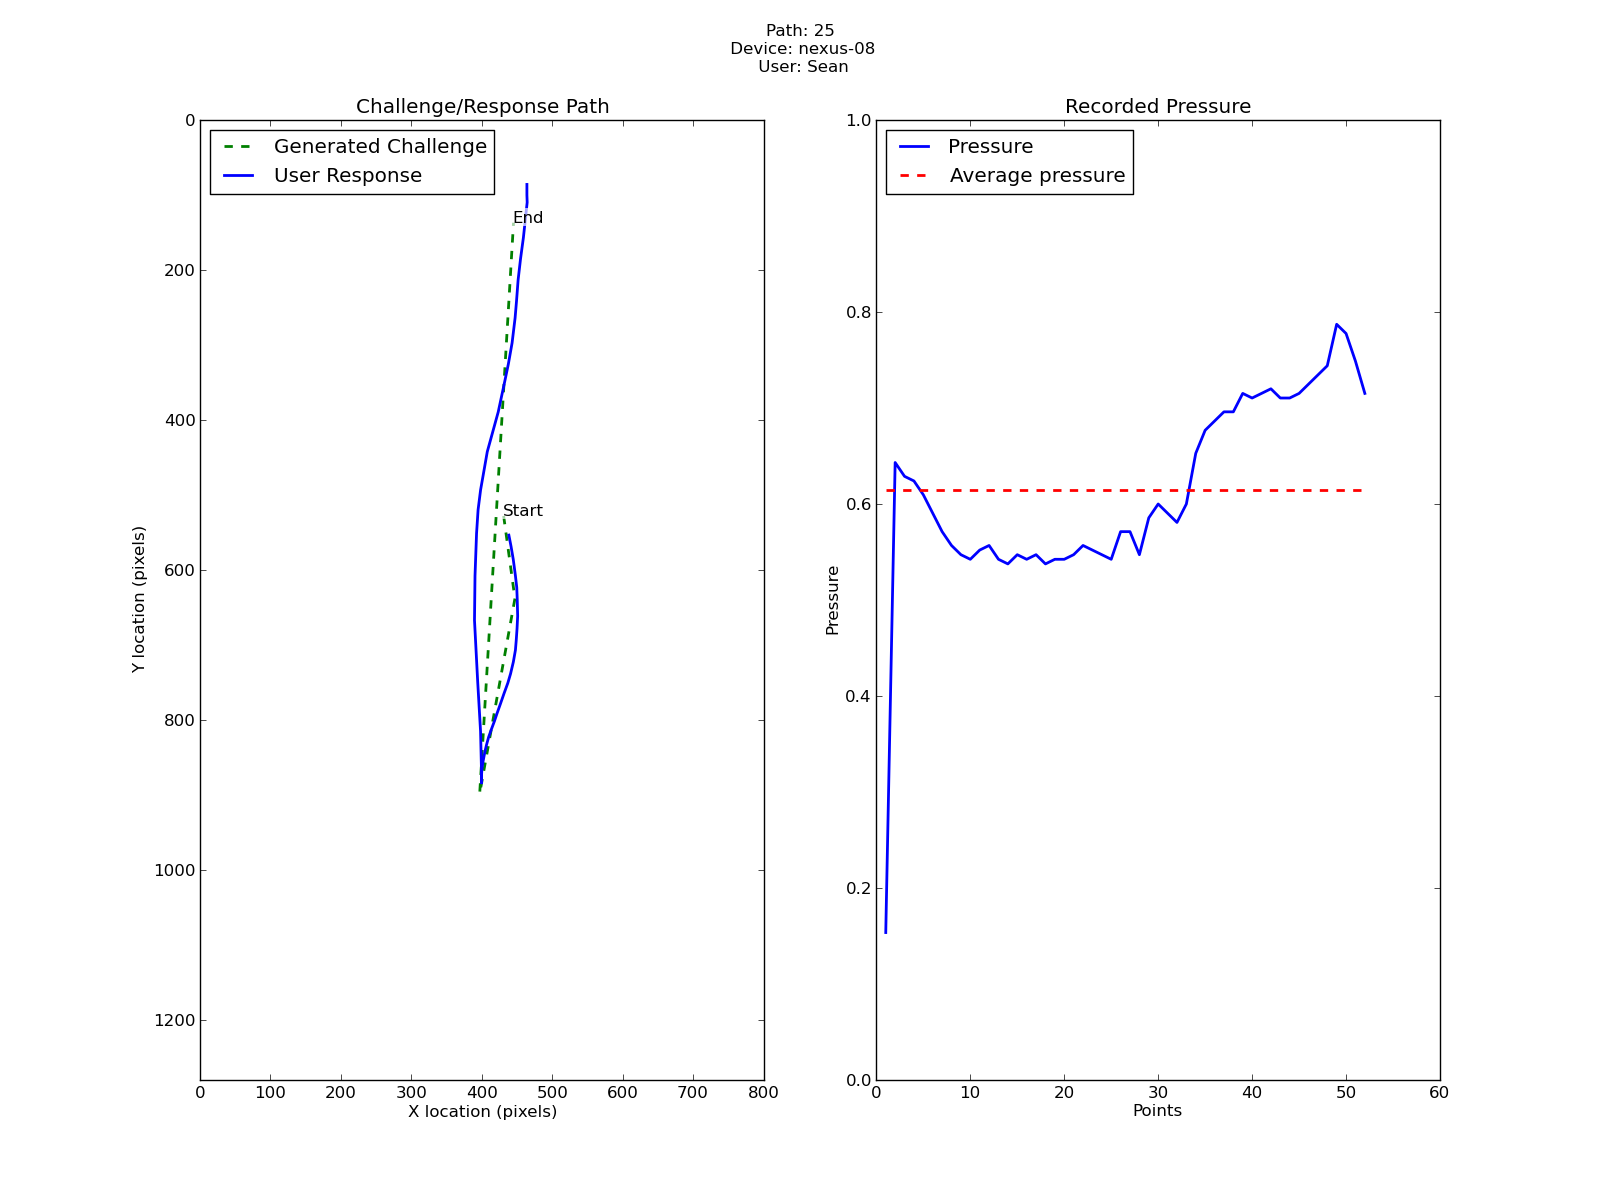 Path: 25
Device: nexus-08
User: Sean
Challenge/Response Path
Generated Challenge
User Response
End
Start
0
200
400
600
800
1000
1200
Y location (pixels)
0 100 200 300 400 500 600 700 800
X location (pixels)
Recorded Pressure
Pressure
Average pressure
1.0
0.8
0.6
0.4
0.2
0.0
Pressure
0 10 20 30 40 50 60
Points